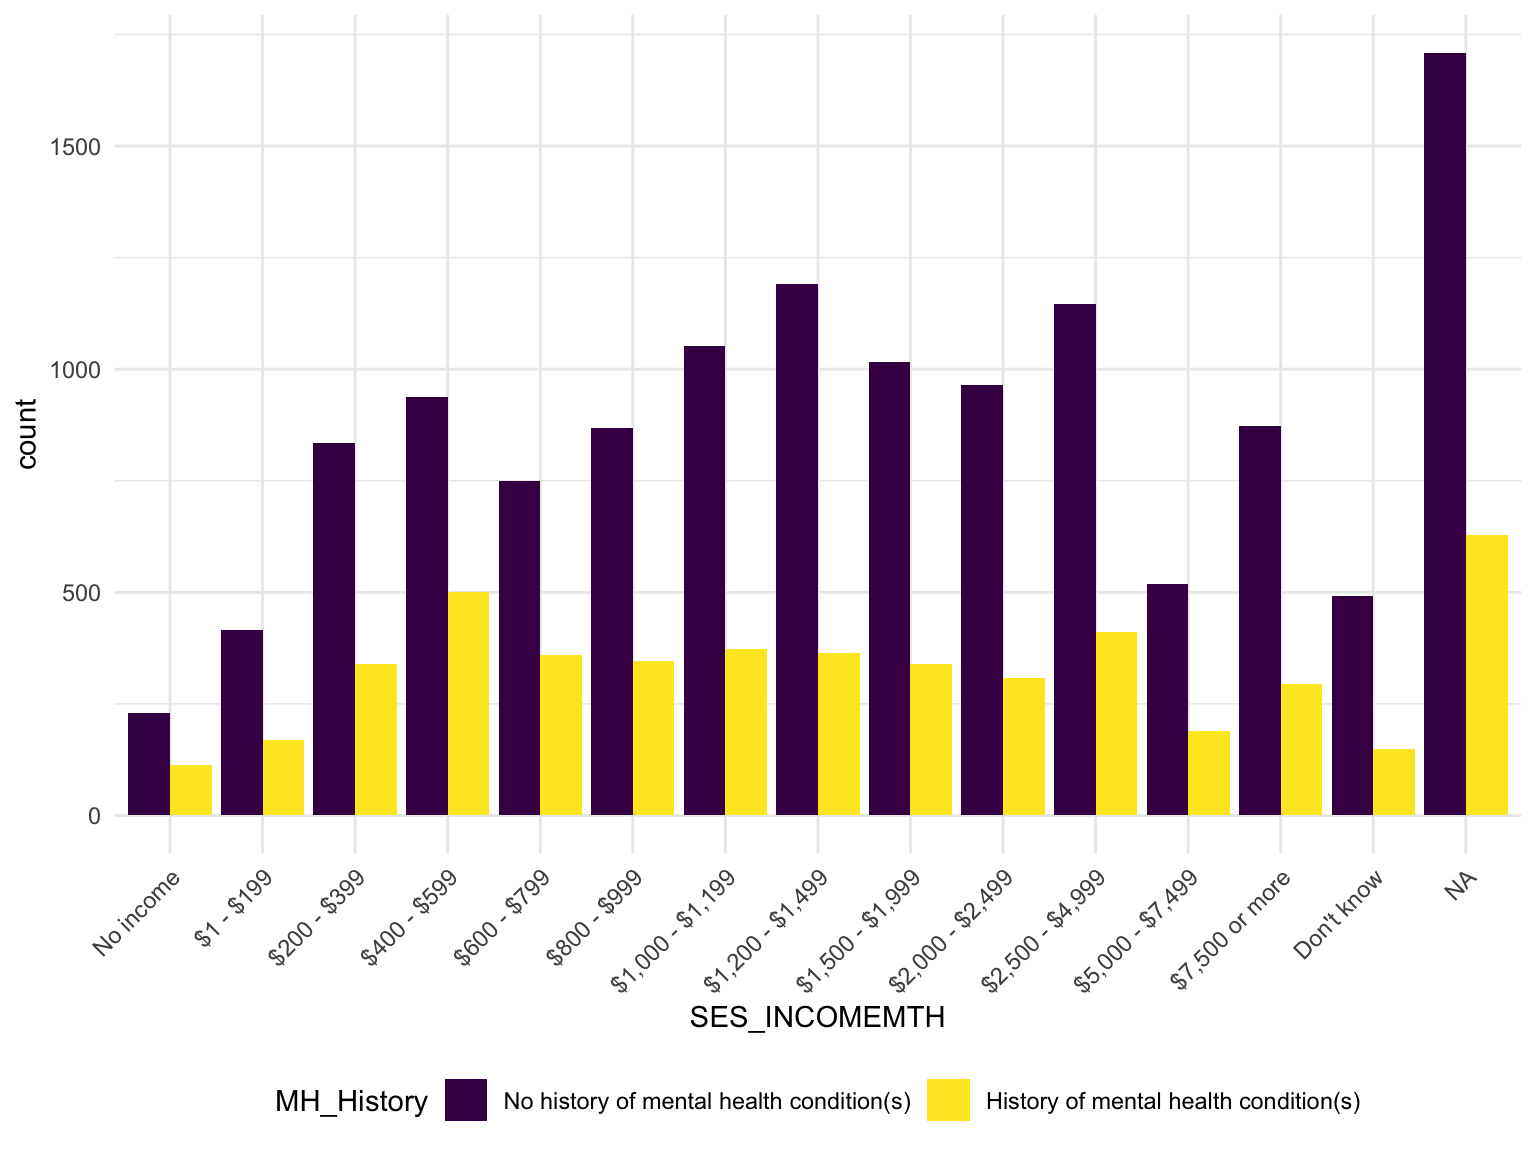 1500
1000
500
0
count
No income
$1 - $199
$200 - $399
$400 - $599
$600 - $799
$800 - $999
$1,000 - $1,199
$1,200 - $1,499
$1,500 - $1,999
$2,000 - $2,499
$2,500 - $4,999
$5,000 - $7,499
$7,500 or more
Don't know
NA
SES_INCOMEMTH
MH_History No history of mental health condition(s) History of mental health condition(s)